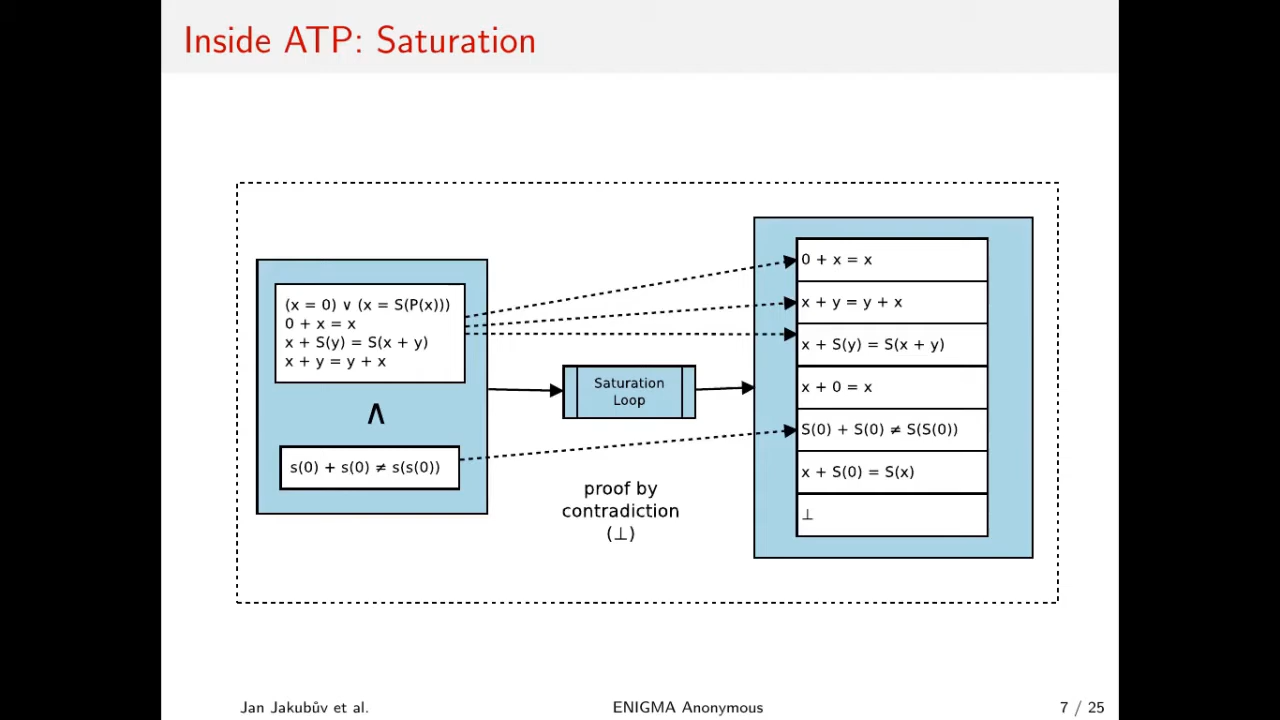 Inside ATP: Saturation
(x = 0) ∨ (x = S(P(x)))
0 + x = x
x + S(y) = S(x + y)
x + y = y + x
∧
s(0) + s(0) ≠ s(s(0))
Saturation
Loop
proof by
contradiction
(⊥)
0 + x = x
x + y = y + x
x + S(y) = S(x + y)
x + 0 = x
S(0) + S(0) ≠ S(S(0))
x + S(0) = S(x)
⊥
Jan Jakubův et al.
ENIGMA Anonymous
7 / 25